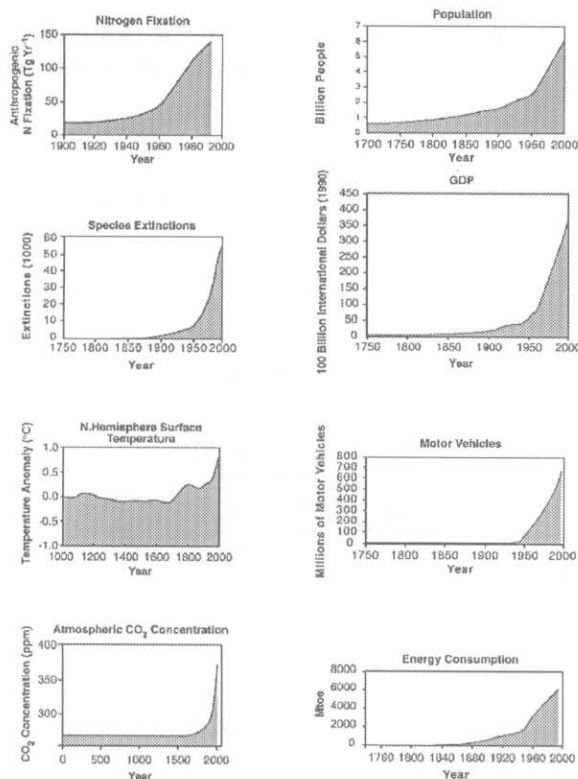 Nitrogen Fixation
Anthropogenic
N Fixation (Tg Yr⁻¹)
150
100
50
0
1900 1920 1940 1960 1980 2000
Year
Population
Billion People
7
6
5
4
3
2
1
0
1700 1750 1800 1850 1900 1950 2000
Year
Species Extinctions
Extinctions (1000)
60
50
40
30
20
10
0
1750 1800 1850 1900 1950 2000
Year
GDP
100 Billion International Dollars (1990)
450
400
350
300
250
200
150
100
50
0
1750 1800 1850 1900 1950 2000
Year
N.Hemisphere Surface
Temperature
Temperature Anomaly (°C)
1.0
0.5
0.0
-0.5
-1.0
1000 1200 1400 1600 1800 2000
Year
Motor Vehicles
Millions of Motor Vehicles
800
700
600
500
400
300
200
100
0
1750 1800 1850 1900 1950 2000
Year
Atmospheric CO₂ Concentration
CO₂ Concentration (ppm)
400
350
300
0 500 1000 1500 2000
Year
Energy Consumption
Mtoe
8000
6000
4000
2000
0
1760 1800 1840 1880 1920 1960 2000
Year